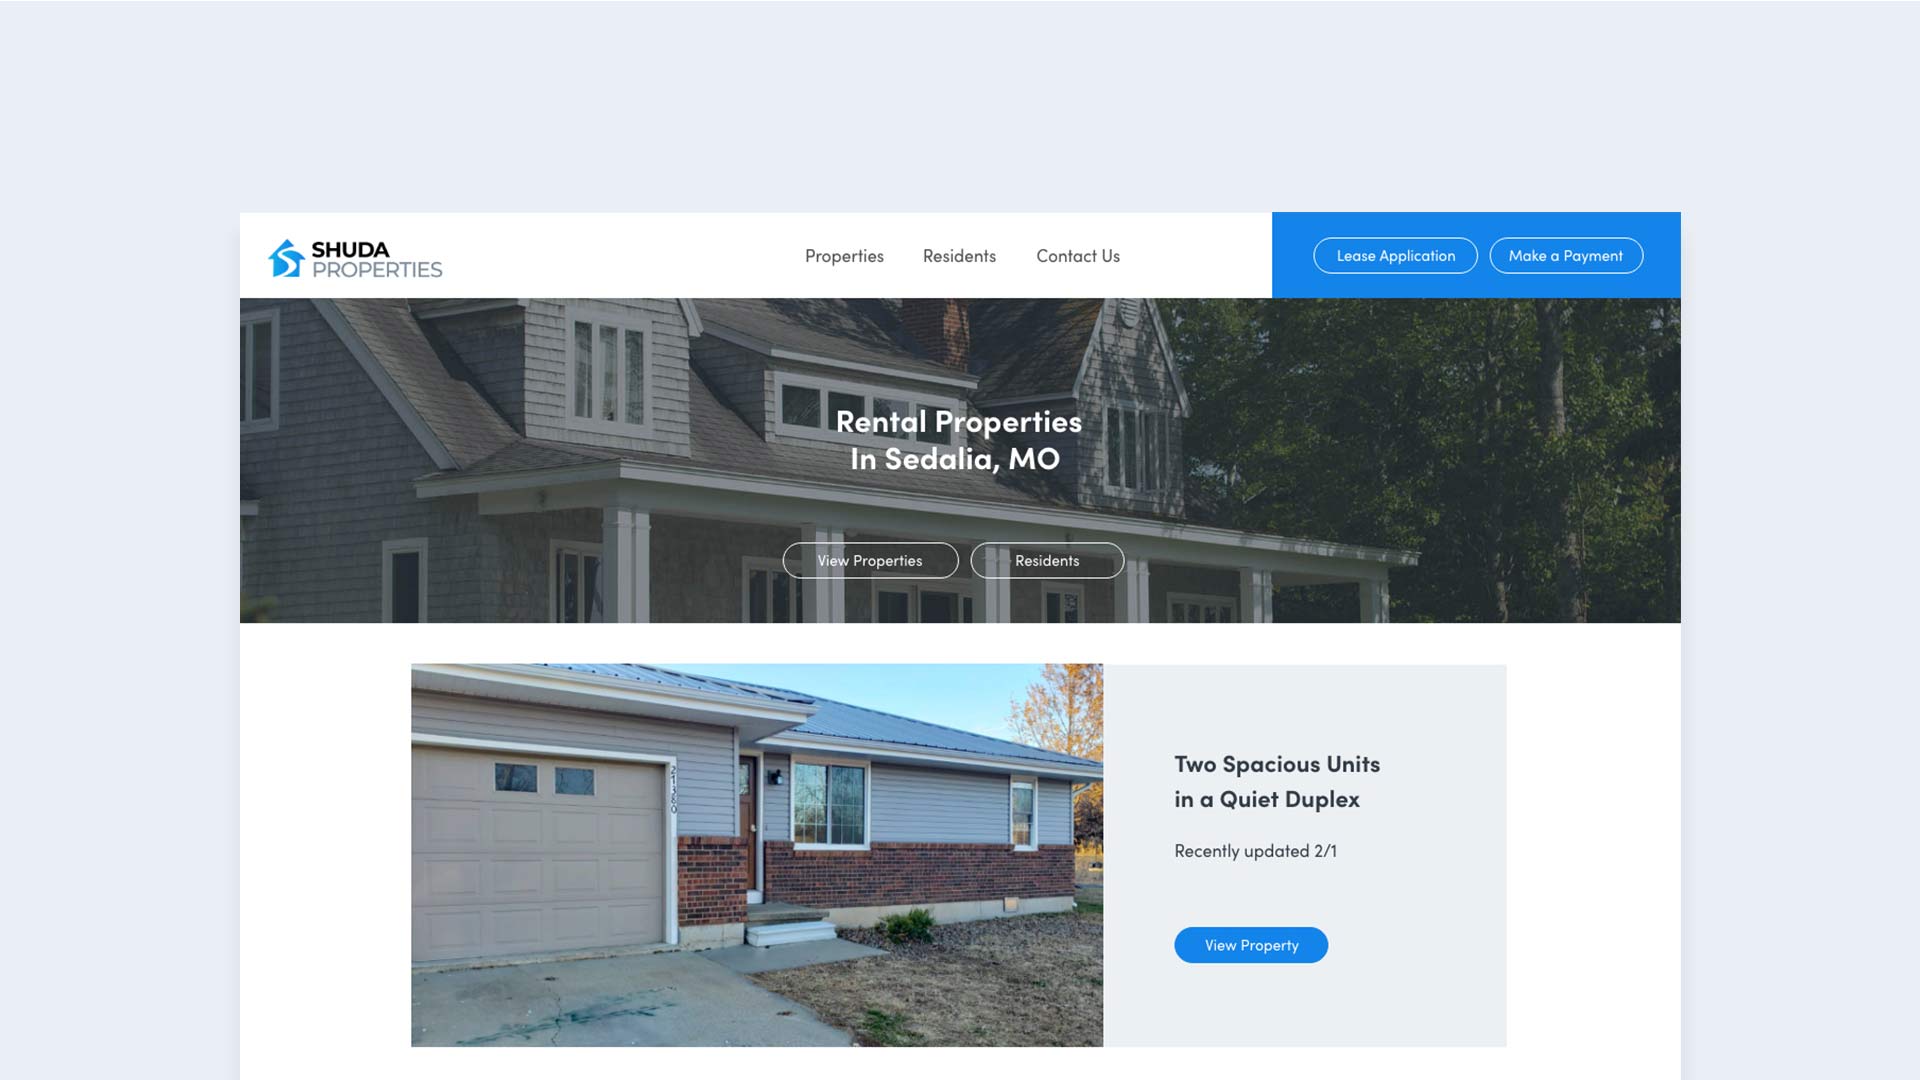 SHUDA
PROPERTIES
Properties
Residents
Contact Us
Lease Application
Make a Payment
Rental Properties
In Sedalia, MO
View Properties
Residents
21380
Two Spacious Units
in a Quiet Duplex
Recently updated 2/1
View Property